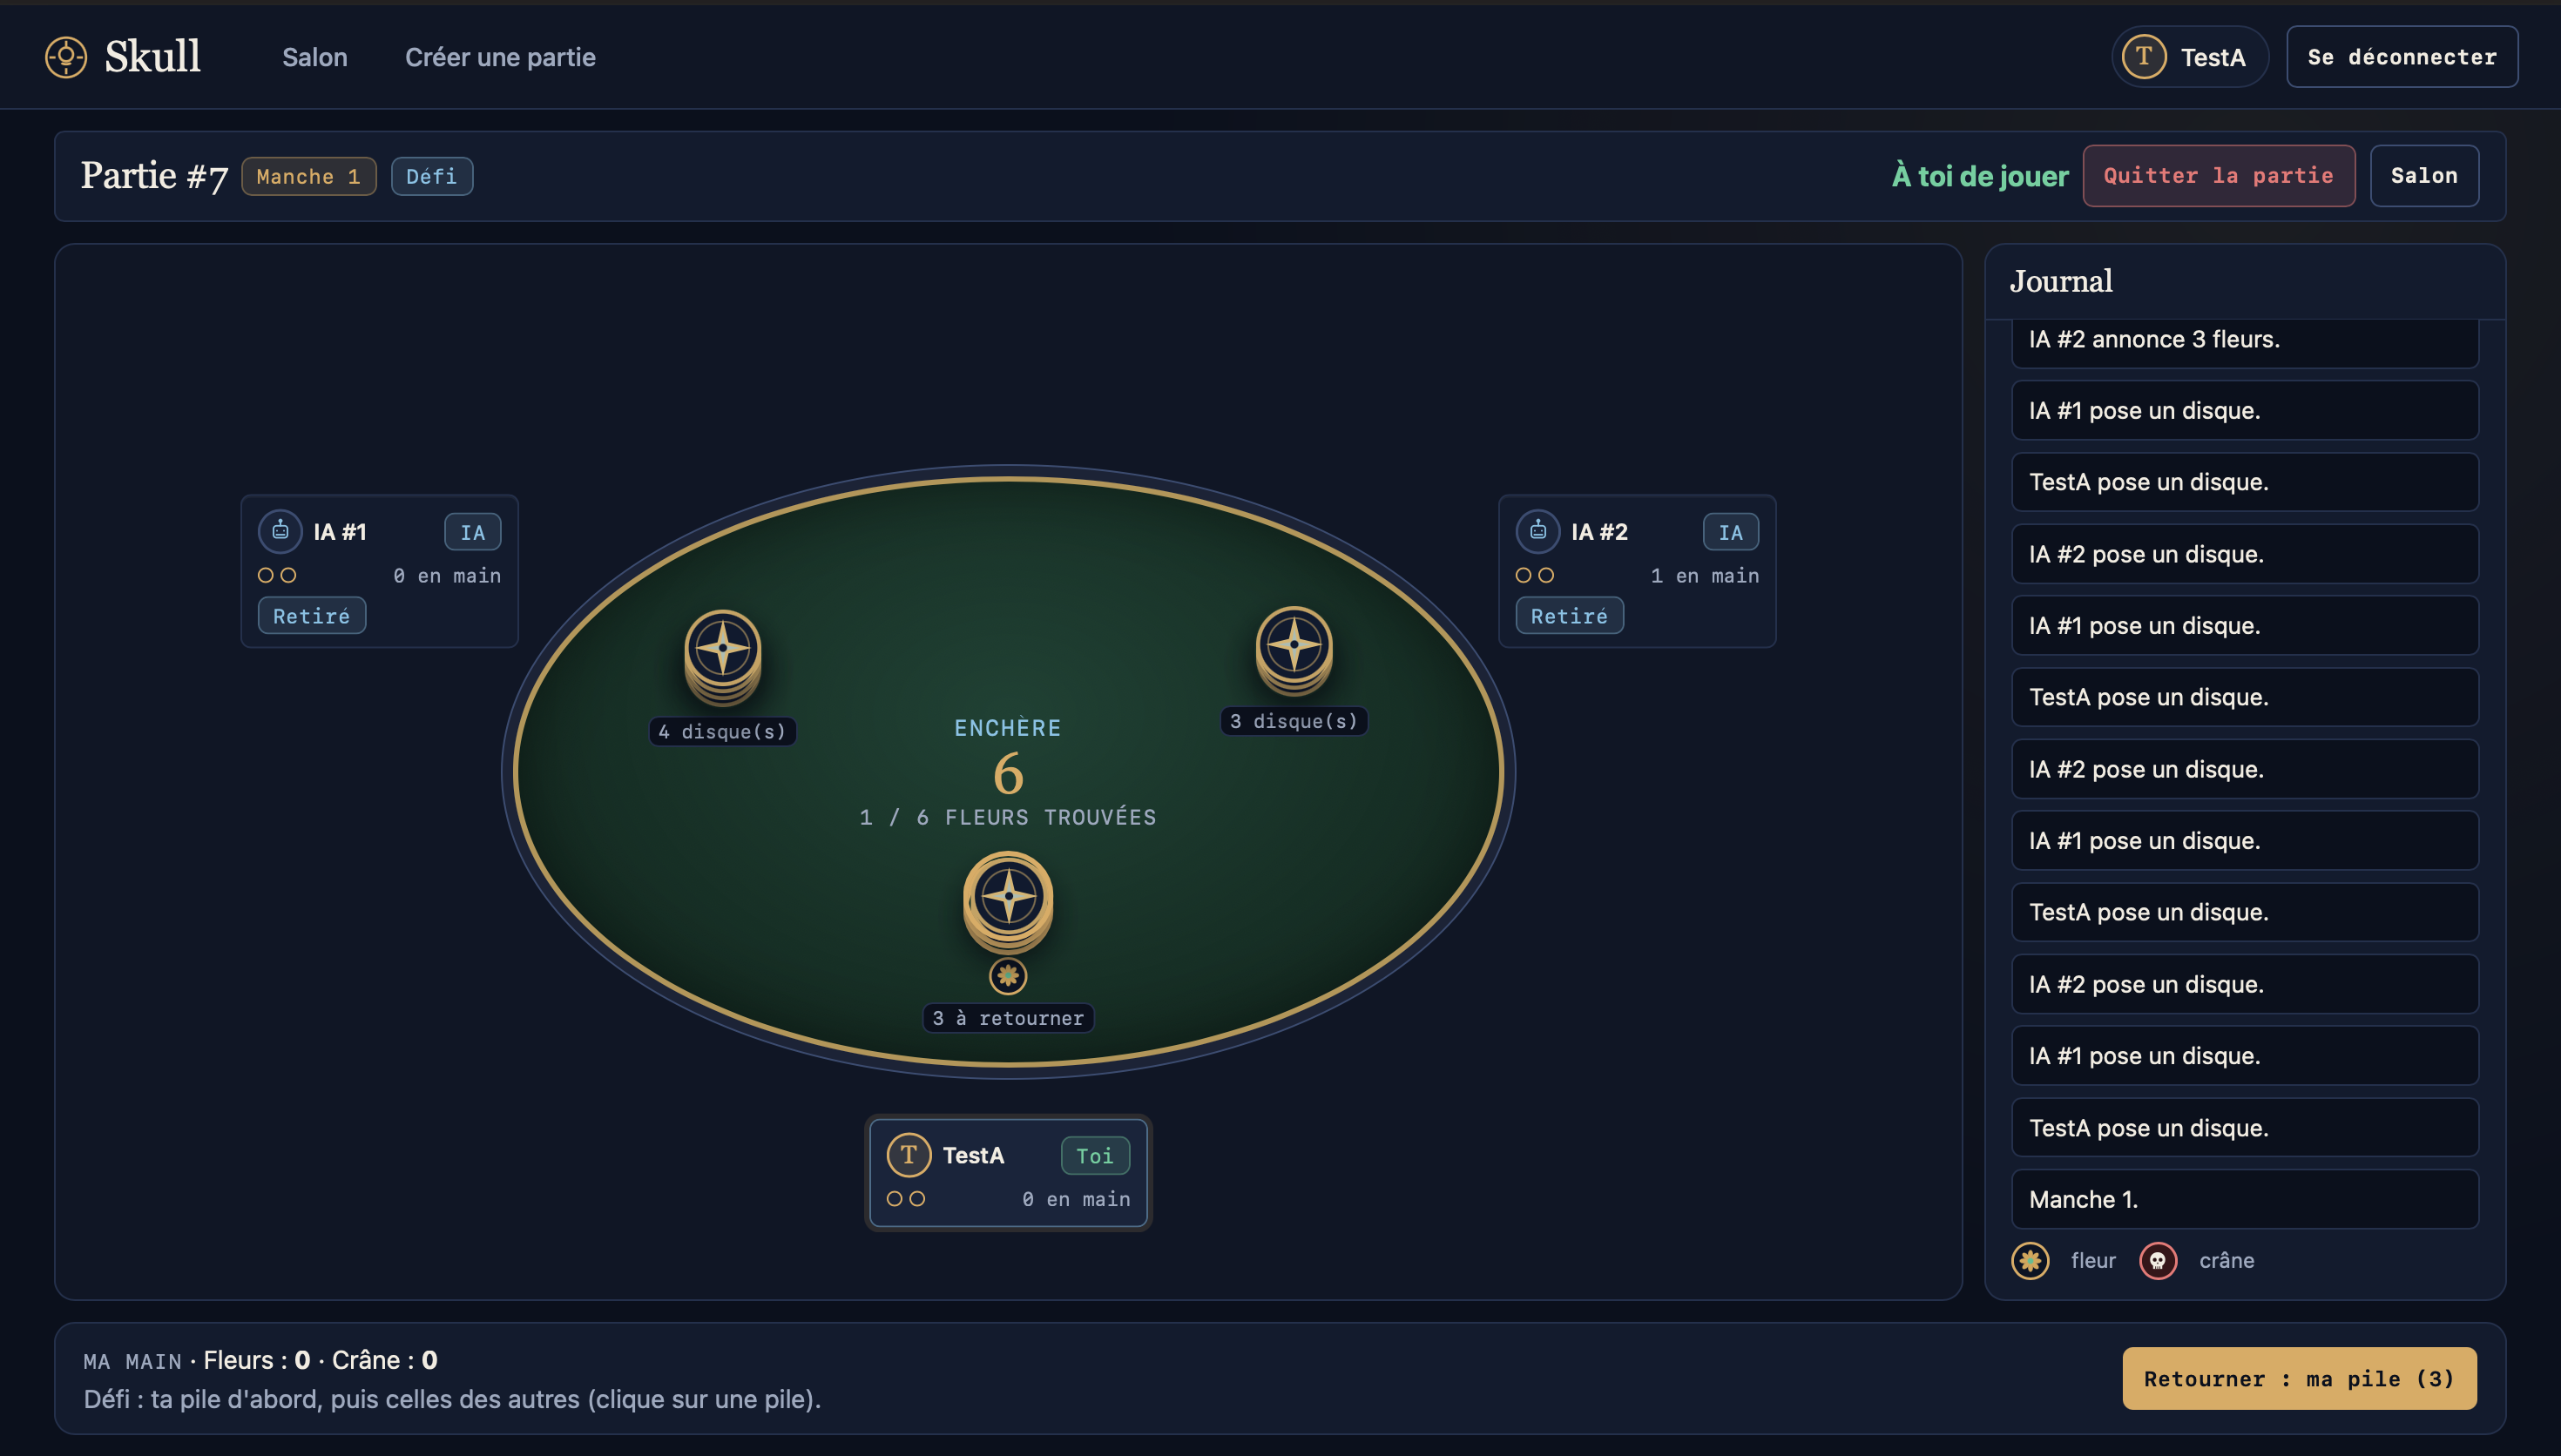 Skull
Salon
Créer une partie
T
TestA
Se déconnecter
Partie #7
Manche 1
Défi
À toi de jouer
Quitter la partie
Salon
IA #1
IA
0 en main
Retiré
IA #2
IA
1 en main
Retiré
4 disque(s)
3 disque(s)
ENCHÈRE
6
1 / 6 FLEURS TROUVÉES
3 à retourner
T
TestA
Toi
0 en main
Journal
IA #2 annonce 3 fleurs.
IA #1 pose un disque.
TestA pose un disque.
IA #2 pose un disque.
IA #1 pose un disque.
TestA pose un disque.
IA #2 pose un disque.
IA #1 pose un disque.
TestA pose un disque.
IA #2 pose un disque.
IA #1 pose un disque.
TestA pose un disque.
Manche 1.
fleur
crâne
MA MAIN · Fleurs : 0 · Crâne : 0
Défi : ta pile d'abord, puis celles des autres (clique sur une pile).
Retourner : ma pile (3)